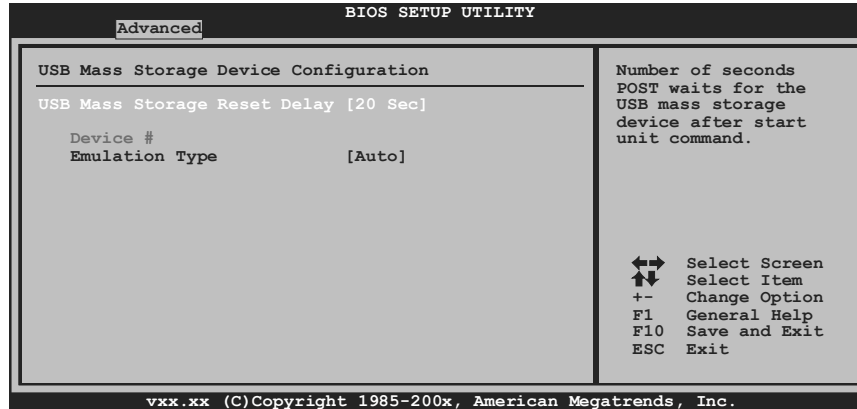 BIOS SETUP UTILITY
Advanced
USB Mass Storage Device Configuration
USB Mass Storage Reset Delay [20 Sec]
Device #
Emulation Type [Auto]
Number of seconds
POST waits for the
USB mass storage
device after start
unit command.
Select Screen
Select Item
+- Change Option
F1 General Help
F10 Save and Exit
ESC Exit
vxx.xx (C)Copyright 1985-200x, American Megatrends, Inc.